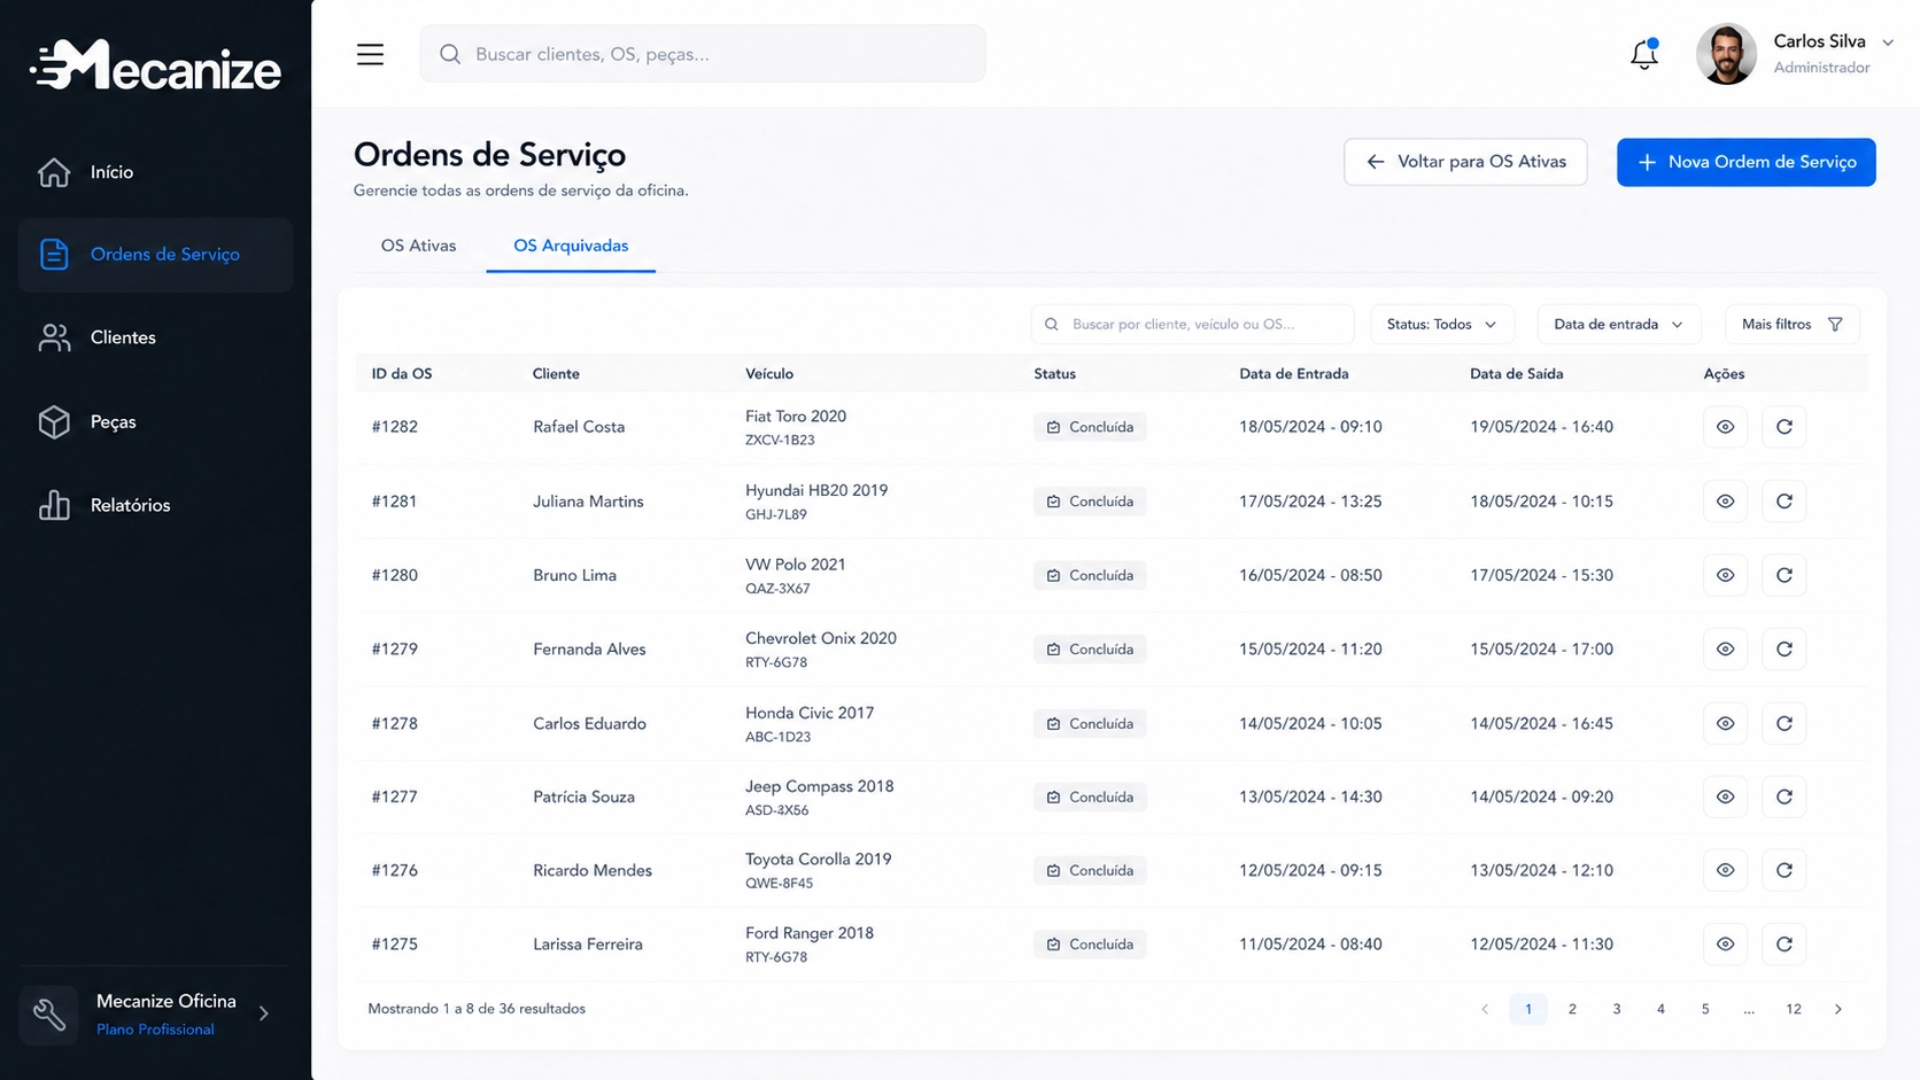 Mecanize
Buscar clientes, OS, peças...
Carlos Silva
Administrador
Início
Ordens de Serviço
Clientes
Peças
Relatórios
Mecanize Oficina
Plano Profissional
Ordens de Serviço
Gerencie todas as ordens de serviço da oficina.
Voltar para OS Ativas
Nova Ordem de Serviço
OS Ativas
OS Arquivadas
Buscar por cliente, veículo ou OS...
Status: Todos
Data de entrada
Mais filtros
ID da OS Cliente Veículo Status Data de Entrada Data de Saída Ações
#1282 Rafael Costa Fiat Toro 2020 Concluída 18/05/2024 - 09:10 19/05/2024 - 16:40
ZXCV-1B23
#1281 Juliana Martins Hyundai HB20 2019 Concluída 17/05/2024 - 13:25 18/05/2024 - 10:15
GHJ-7L89
#1280 Bruno Lima VW Polo 2021 Concluída 16/05/2024 - 08:50 17/05/2024 - 15:30
QAZ-3X67
#1279 Fernanda Alves Chevrolet Onix 2020 Concluída 15/05/2024 - 11:20 15/05/2024 - 17:00
RTY-6G78
#1278 Carlos Eduardo Honda Civic 2017 Concluída 14/05/2024 - 10:05 14/05/2024 - 16:45
ABC-1D23
#1277 Patrícia Souza Jeep Compass 2018 Concluída 13/05/2024 - 14:30 14/05/2024 - 09:20
ASD-4X56
#1276 Ricardo Mendes Toyota Corolla 2019 Concluída 12/05/2024 - 09:15 13/05/2024 - 12:10
QWE-8F45
#1275 Larissa Ferreira Ford Ranger 2018 Concluída 11/05/2024 - 08:40 12/05/2024 - 11:30
RTY-6G78
Mostrando 1 a 8 de 36 resultados
1 2 3 4 5 ... 12